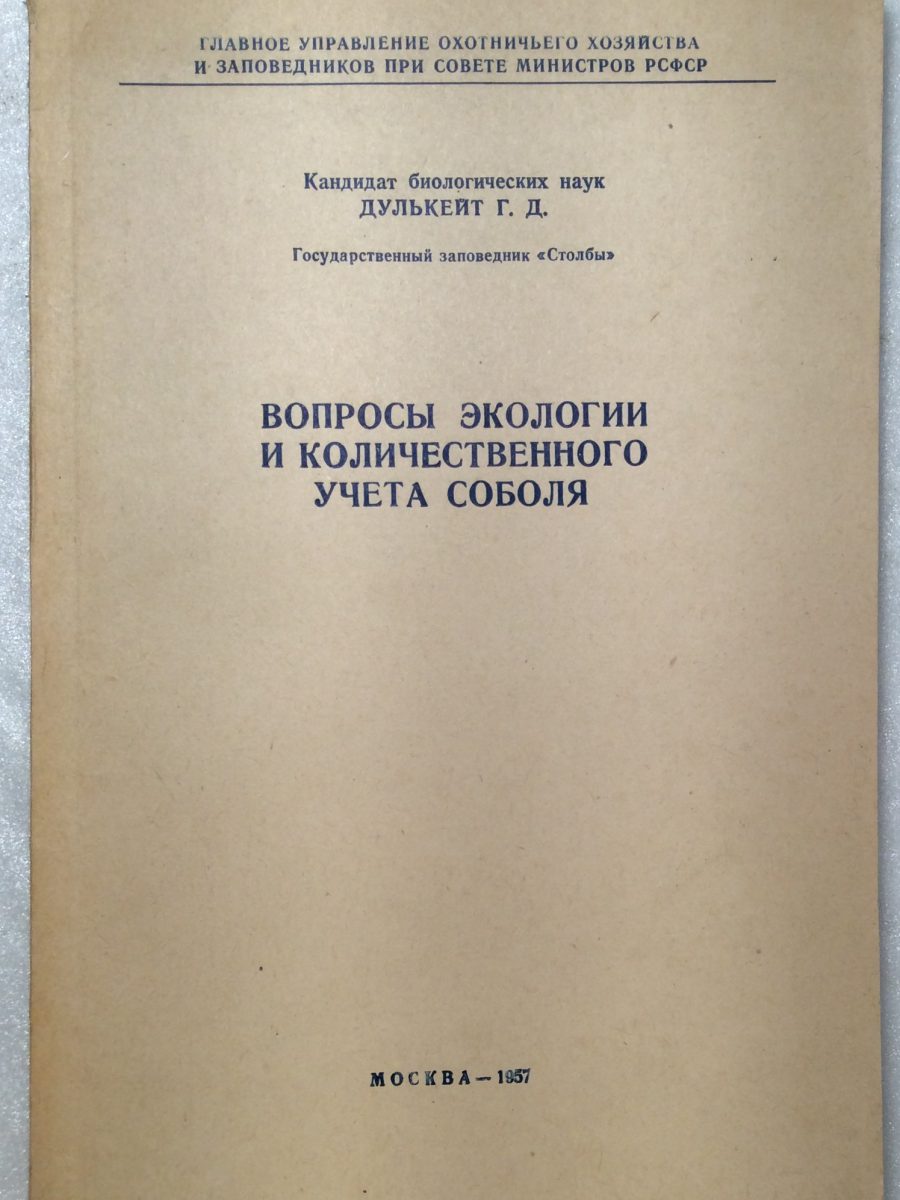 ГЛАВНОЕ УПРАВЛЕНИЕ ОХОТНИЧЬЕГО ХОЗЯЙСТВА
И ЗАПОВЕДНИКОВ ПРИ СОВЕТЕ МИНИСТРОВ РСФСР
Кандидат биологических наук
ДУЛЬКЕЙТ Г. Д.
Государственный заповедник «Столбы»
ВОПРОСЫ ЭКОЛОГИИ
И КОЛИЧЕСТВЕННОГО
УЧЕТА СОБОЛЯ
МОСКВА — 1957